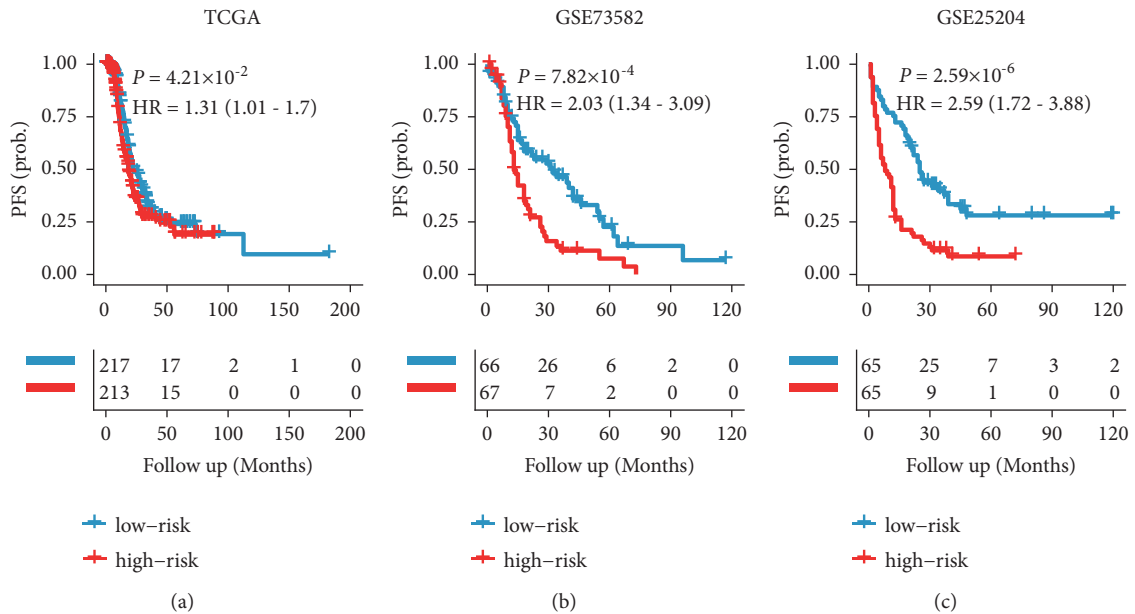 TCGA
PFS (prob.)
1.00
0.75
0.50
0.25
0.00
P = 4.21×10⁻²
HR = 1.31 (1.01 - 1.7)
0 50 100 150 200
217 17 2 1 0
213 15 0 0 0
0 50 100 150 200
Follow up (Months)
low−risk
high−risk
(a)
GSE73582
PFS (prob.)
1.00
0.75
0.50
0.25
0.00
P = 7.82×10⁻⁴
HR = 2.03 (1.34 - 3.09)
0 30 60 90 120
66 26 6 2 0
67 7 2 0 0
0 30 60 90 120
Follow up (Months)
low−risk
high−risk
(b)
GSE25204
PFS (prob.)
1.00
0.75
0.50
0.25
0.00
P = 2.59×10⁻⁶
HR = 2.59 (1.72 - 3.88)
0 30 60 90 120
65 25 7 3 2
65 9 1 0 0
0 30 60 90 120
Follow up (Months)
low−risk
high−risk
(c)